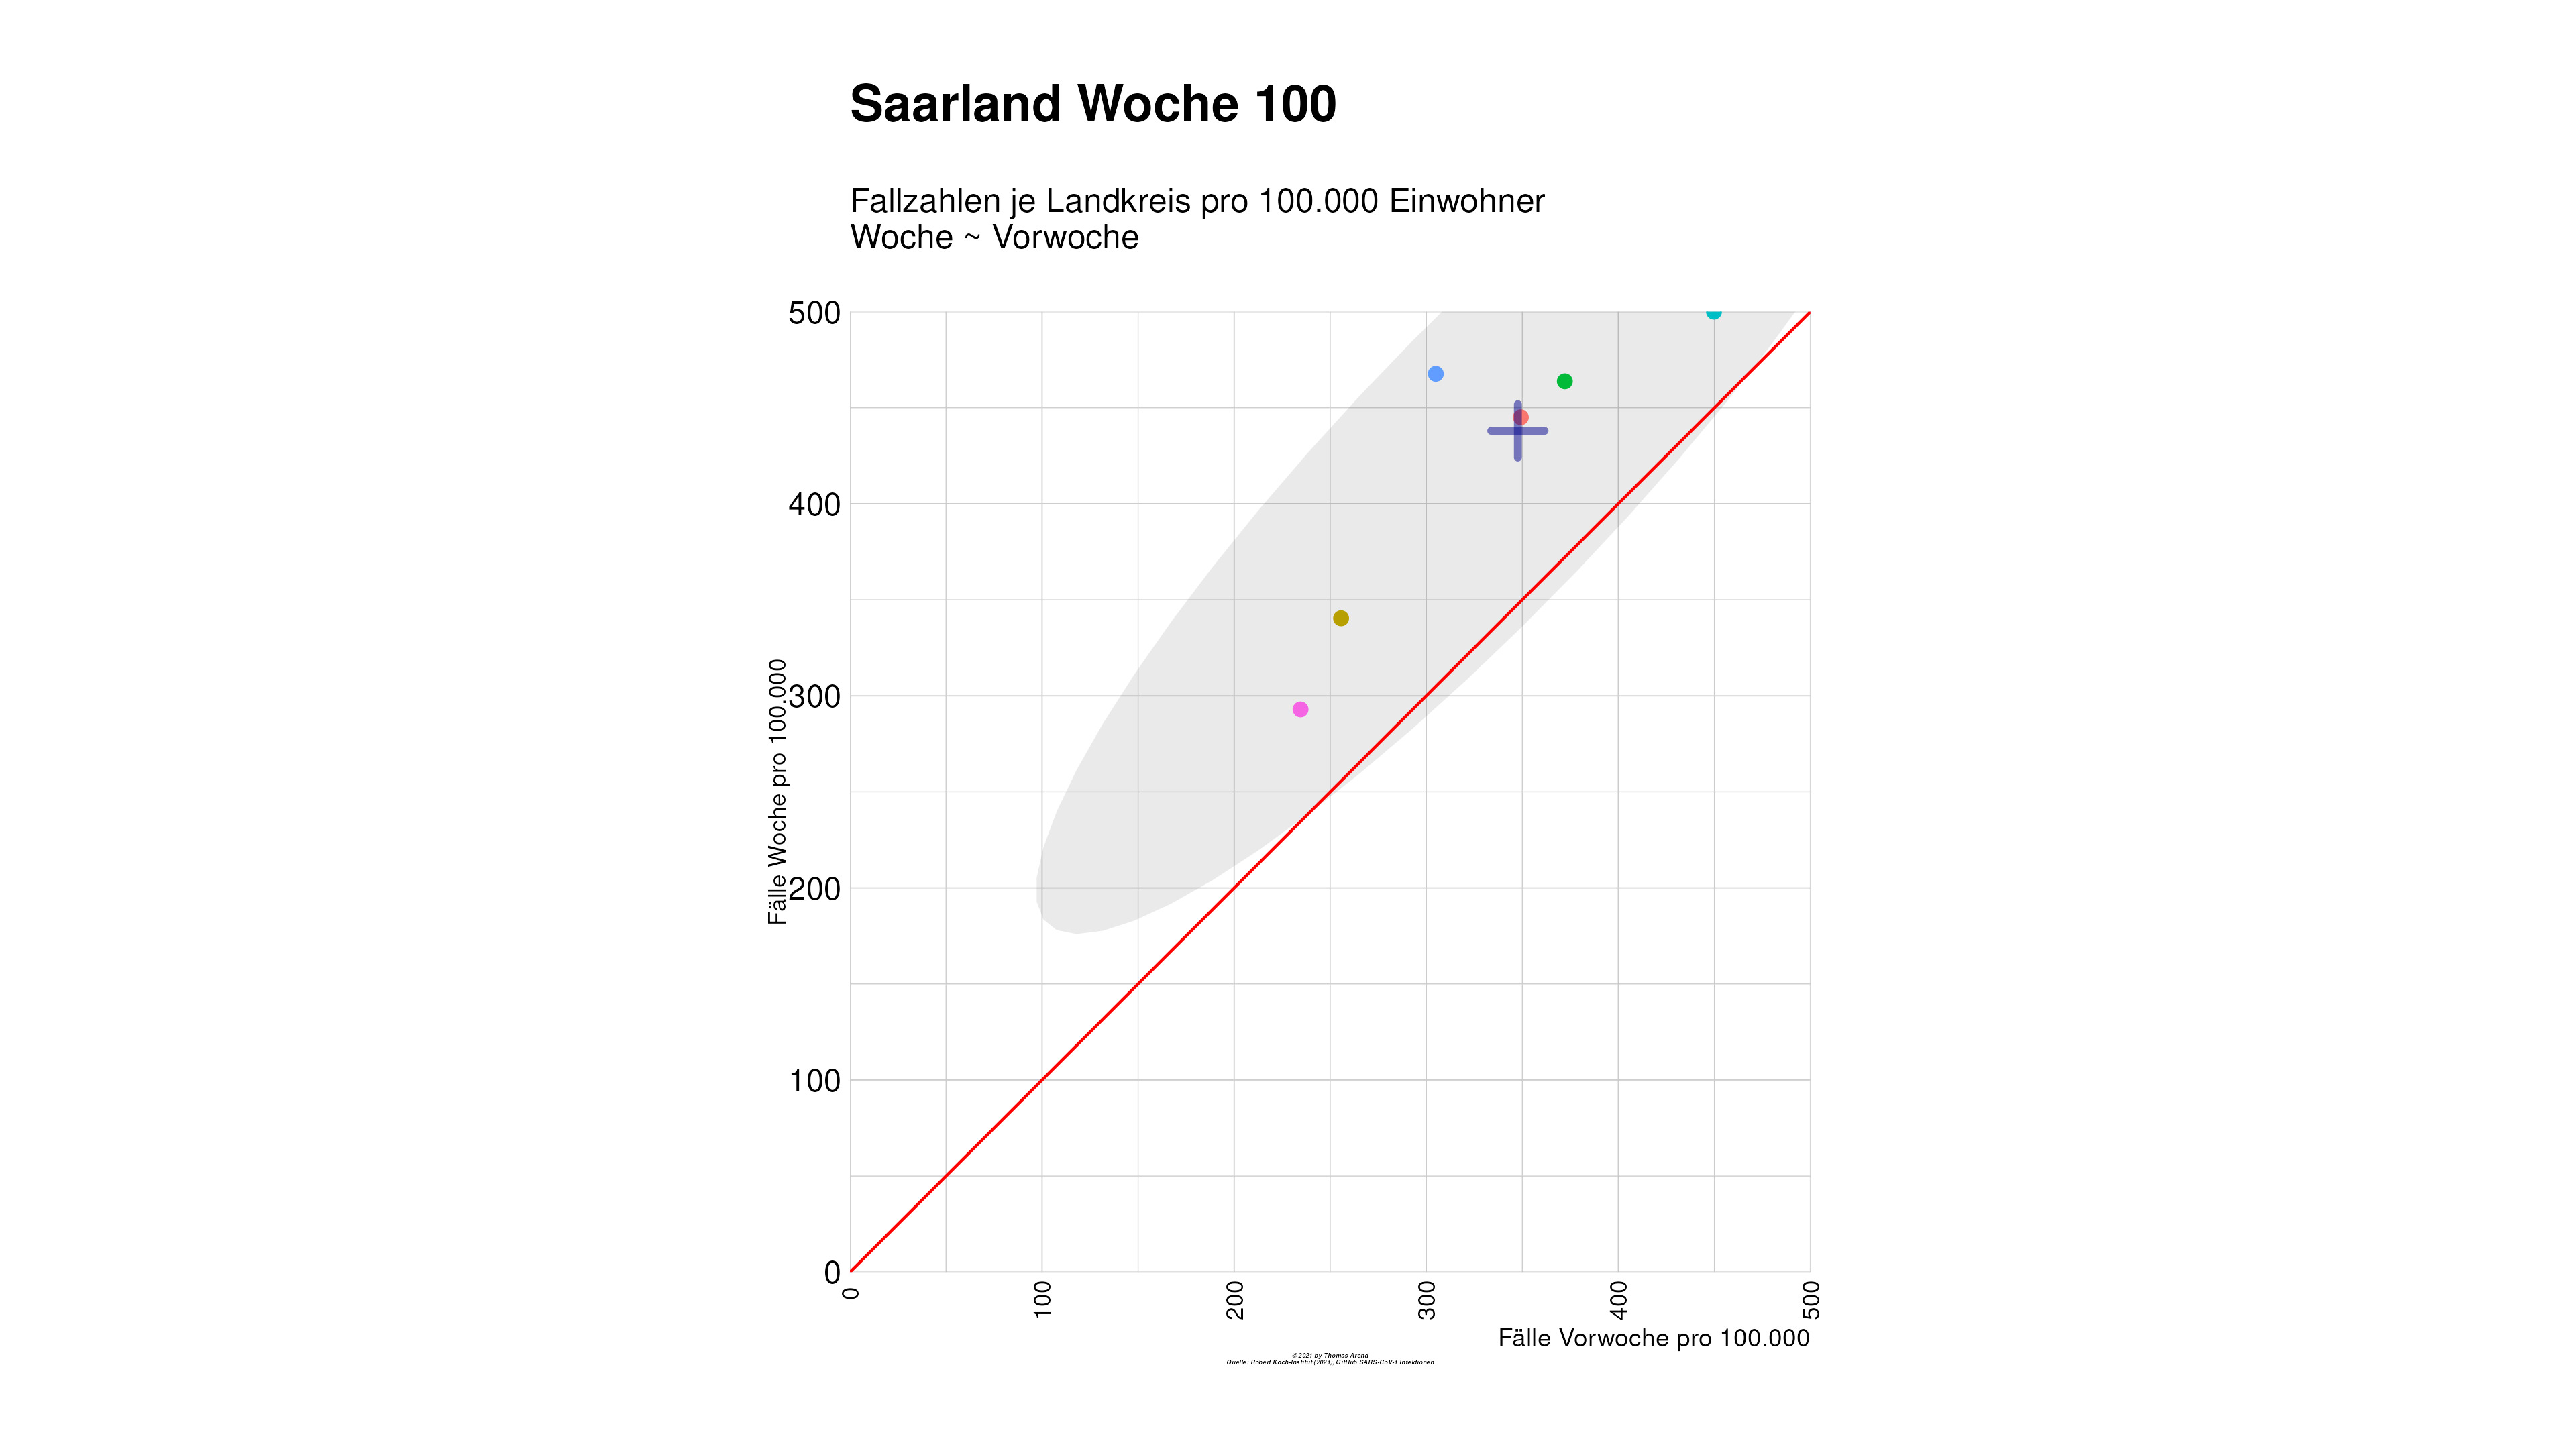 Saarland Woche 100
Fallzahlen je Landkreis pro 100.000 Einwohner
Woche ~ Vorwoche
500
400
300
200
100
0
Fälle Woche pro 100.000
0
100
200
300
400
500
Fälle Vorwoche pro 100.000
© 2021 by Thomas Arend
Quelle: Robert Koch-Institut (2021), GitHub SARS-CoV-1 Infektionen